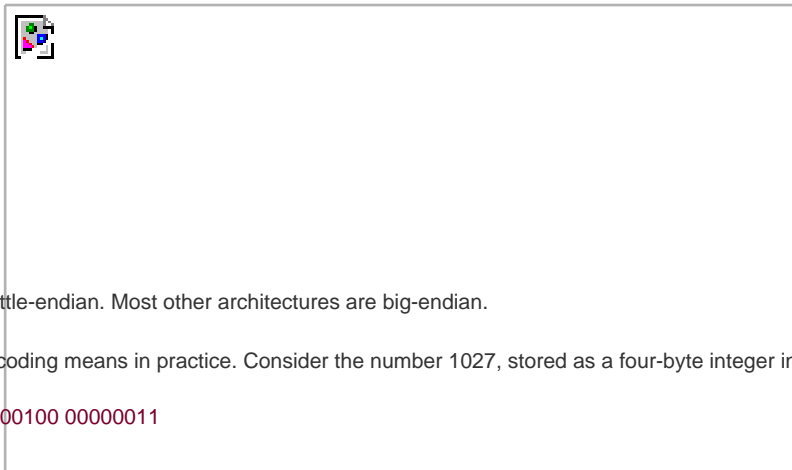 ttle-endian. Most other architectures are big-endian.
coding means in practice. Consider the number 1027, stored as a four-byte integer in
00100 00000011